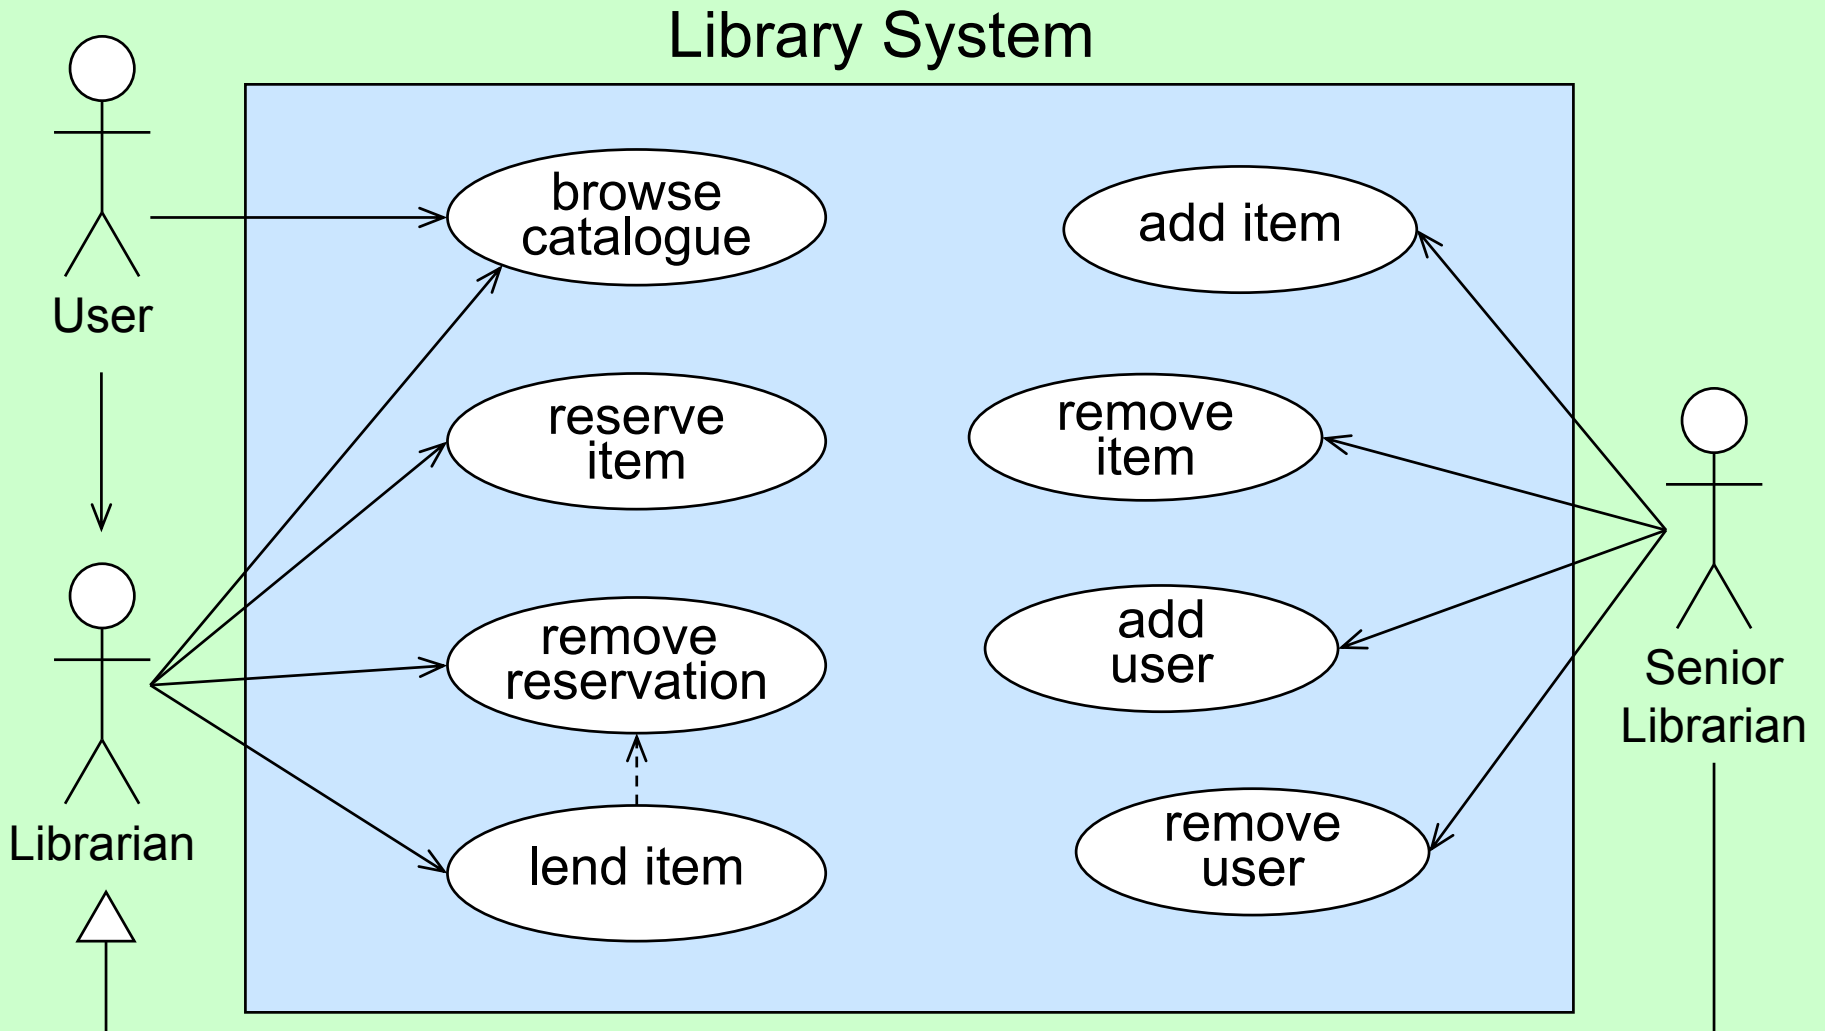 Library System
User
browse
catalogue
add item
reserve
item
remove
item
remove
reservation
add
user
Senior
Librarian
Librarian
lend item
remove
user